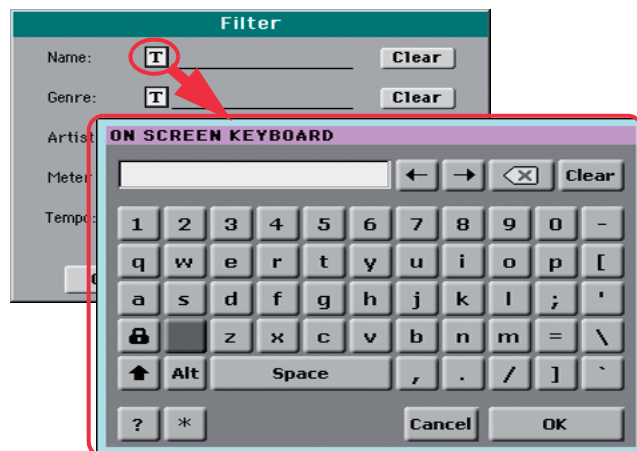 Filter
Name: T Clear
Genre: T Clear
Artist
Meter
Tempo:
ON SCREEN KEYBOARD
← → Clear
1 2 3 4 5 6 7 8 9 0 -
q w e r t y u i o p [
a s d f g h j k l ; '
z x c v b n m = \
Alt Space , . / ] `
? * Cancel OK